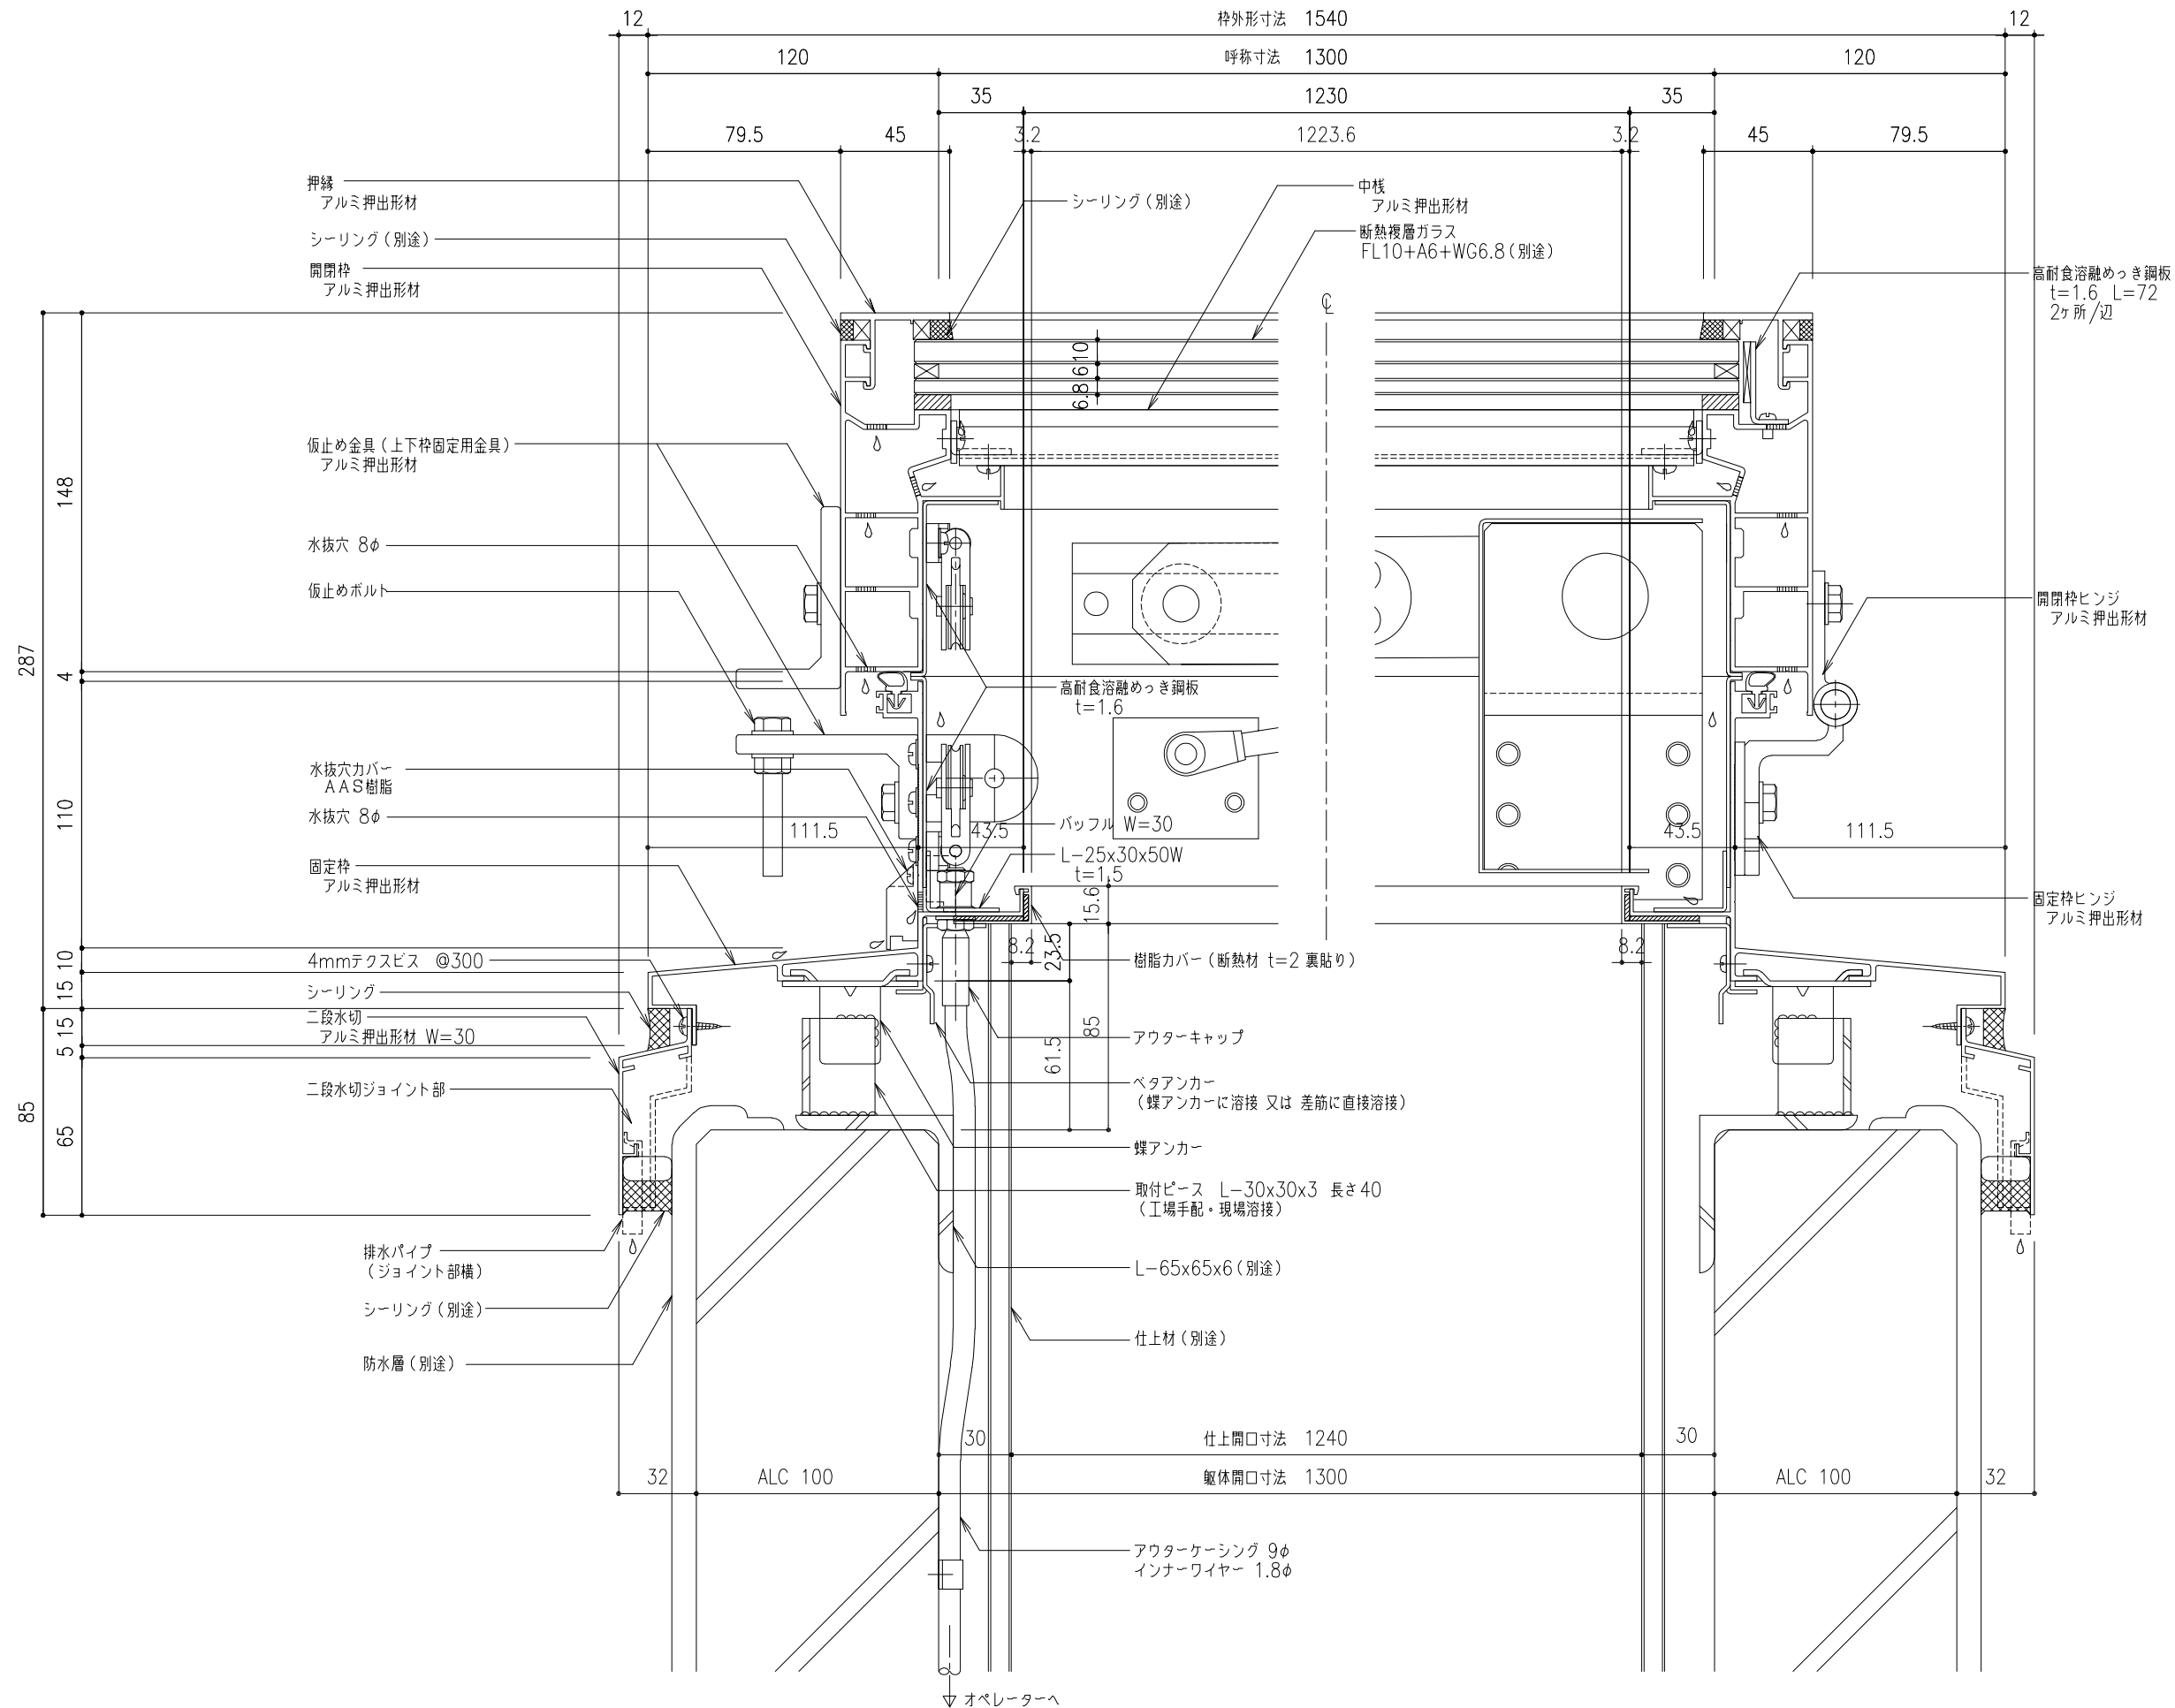 12
枠外形寸法 1540
12
120
呼称寸法 1300
120
35
1230
35
79.5
45
3.2
1223.6
3.2
45
79.5
押縁
アルミ押出形材
シーリング（別途）
開閉枠
アルミ押出形材
仮止め金具（上下枠固定用金具）
アルミ押出形材
水抜穴 8φ
仮止めボルト
水抜穴カバー
AAS樹脂
水抜穴 8φ
固定枠
アルミ押出形材
4mmテクスビス @300
シーリング
二段水切
アルミ押出形材 W=30
二段水切ジョイント部
排水パイプ
（ジョイント部横）
シーリング（別途）
防水層（別途）
シーリング（別途）
中桟
アルミ押出形材
断熱複層ガラス
FL10+A6+WG6.8（別途）
高耐食溶融めっき鋼板
t=1.6 L=72
2ヶ所/辺
℄
10
6
6.8
開閉枠ヒンジ
アルミ押出形材
高耐食溶融めっき鋼板
t=1.6
バッフル W=30
L-25x30x50W
t=1.5
固定枠ヒンジ
アルミ押出形材
111.5
43.5
43.5
111.5
15.6
8.2
23.5
8.2
61.5
85
樹脂カバー（断熱材 t=2 裏貼り）
アウターキャップ
ベタアンカー
（蝶アンカーに溶接 又は 差筋に直接溶接）
蝶アンカー
取付ピース L-30x30x3 長さ40
（工場手配・現場溶接）
L-65x65x6（別途）
仕上材（別途）
287
85
148
4
110
10
15
15
5
65
30
仕上開口寸法 1240
30
32
ALC 100
躯体開口寸法 1300
ALC 100
32
アウターケーシング 9φ
インナーワイヤー 1.8φ
オペレーターへ